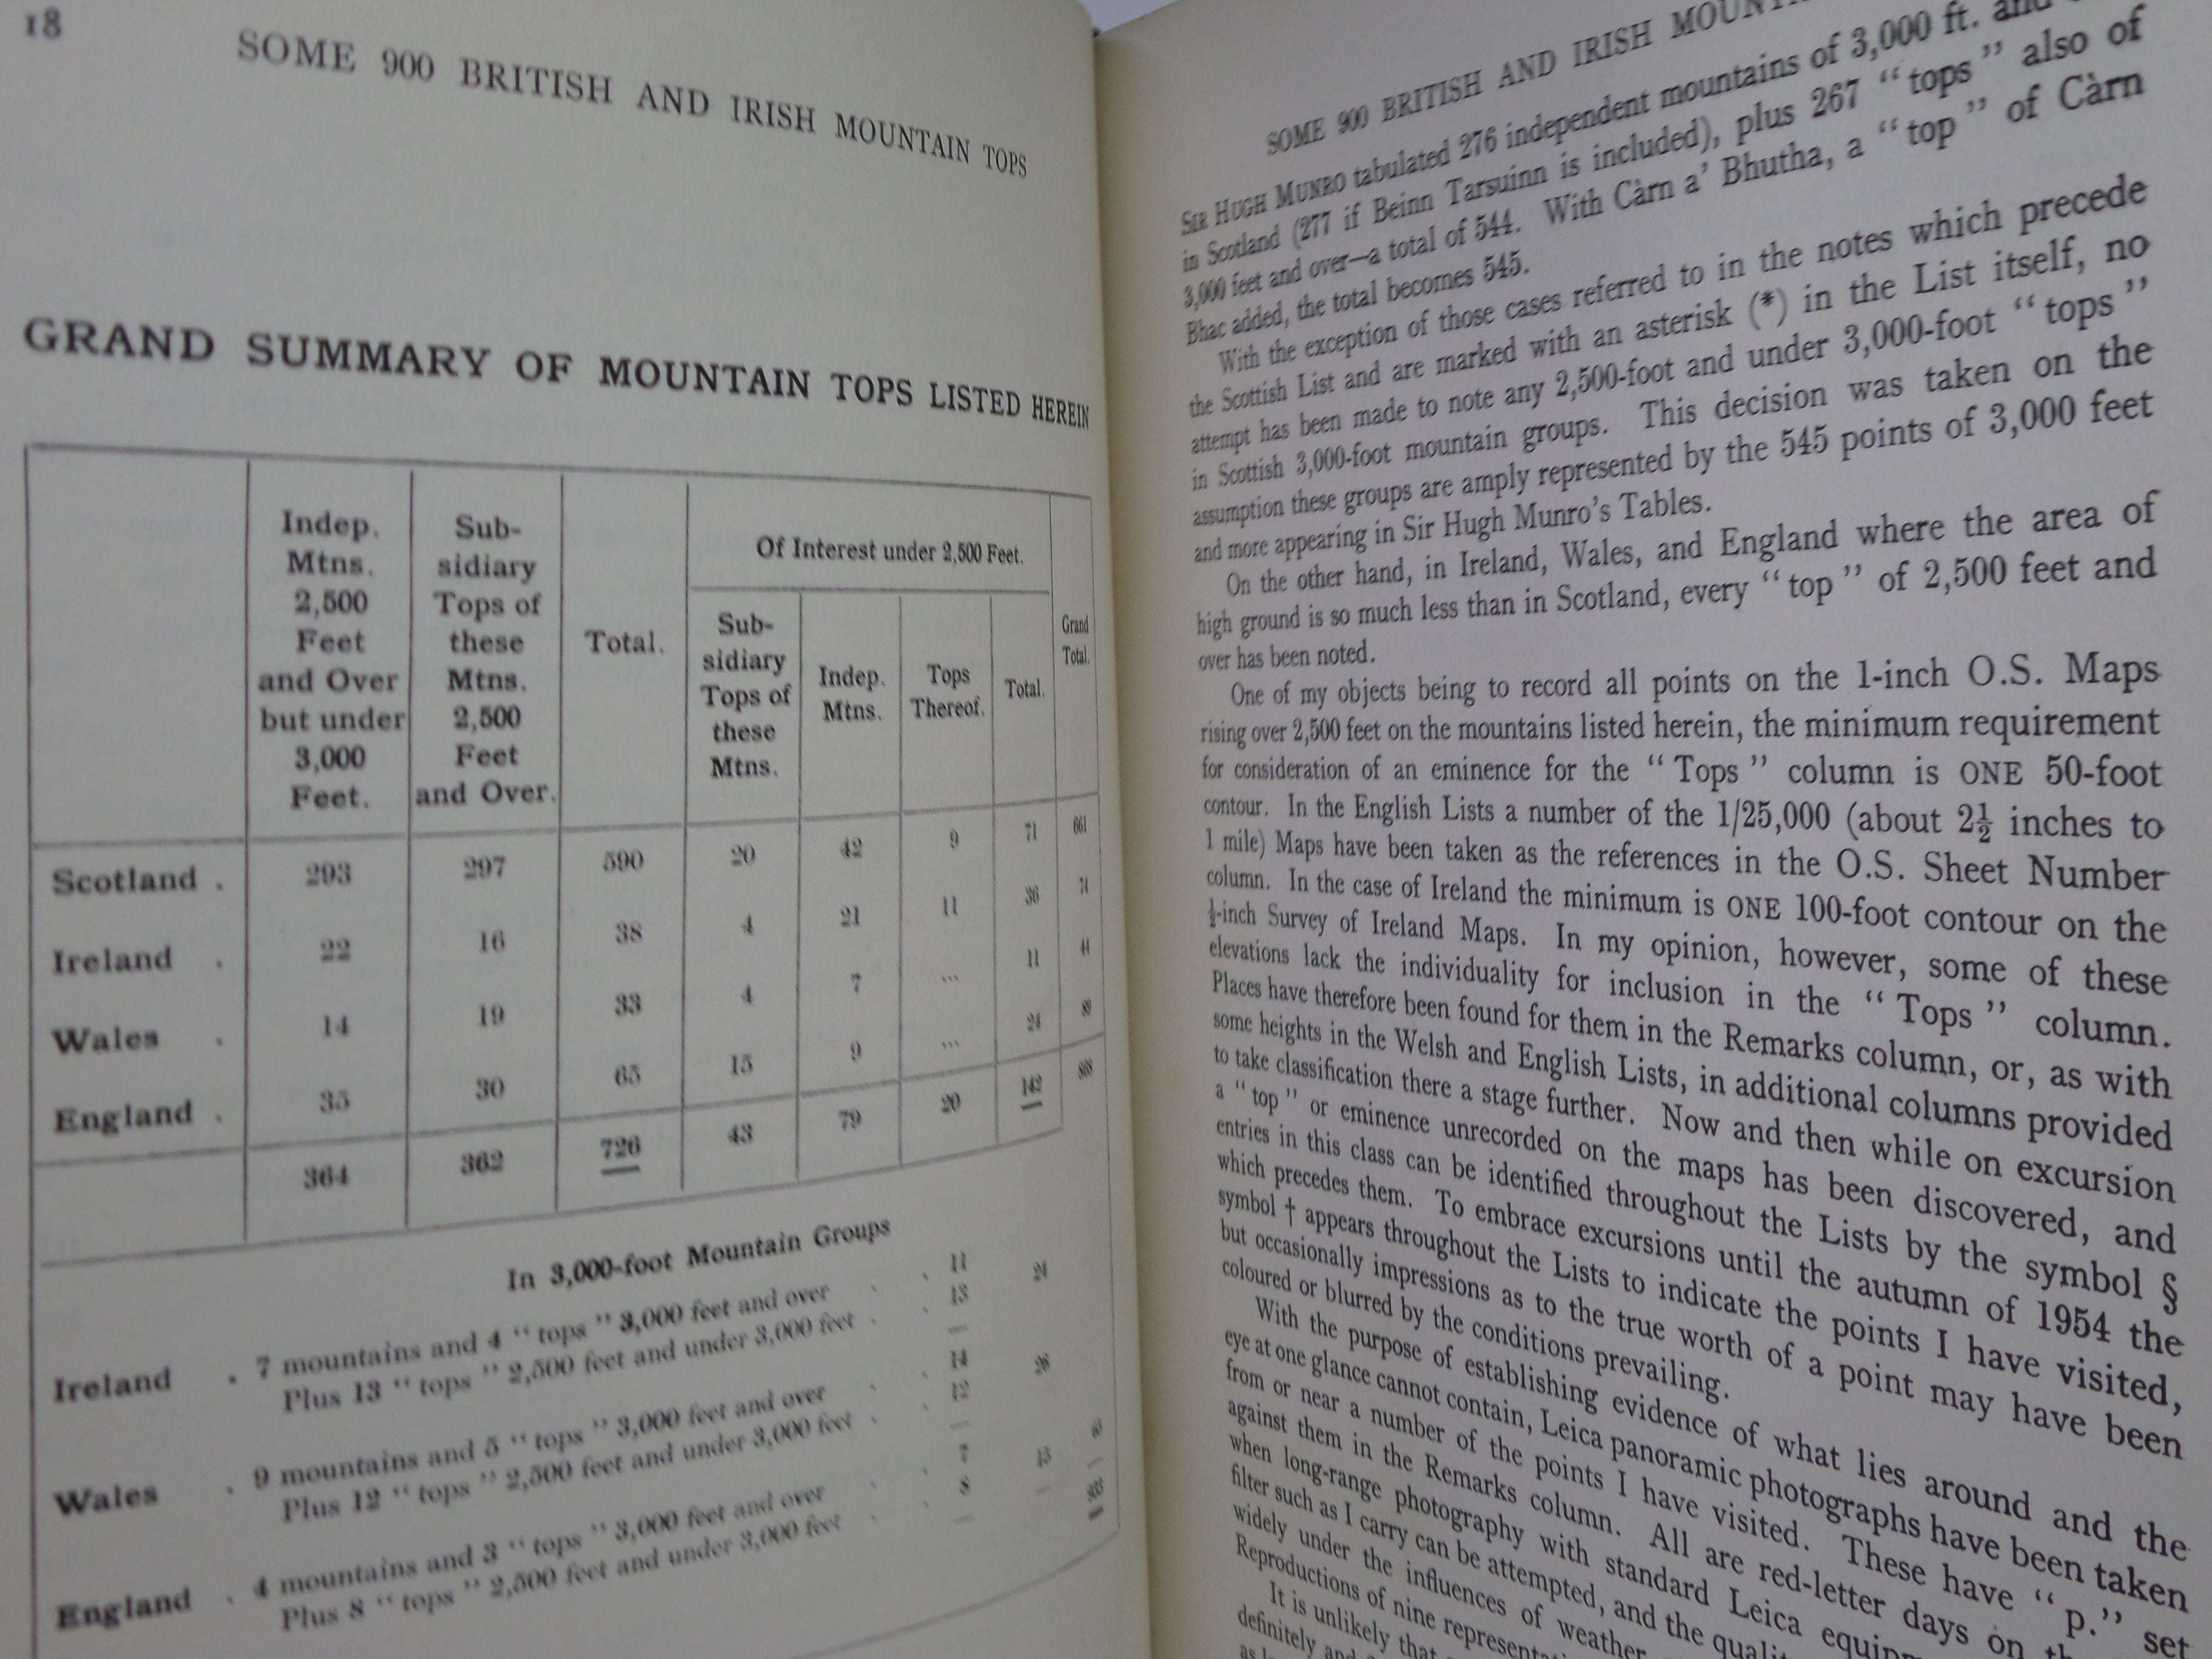 18
SOME 900 BRITISH AND IRISH MOUNTAIN TOPS
GRAND SUMMARY OF MOUNTAIN TOPS LISTED HEREIN
Indep. Mtns. 2,500 Feet and Over but under 3,000 Feet.
Sub-sidiary Tops of these Mtns. 2,500 Feet and Over.
Total.
Of Interest under 2,500 Feet.
Sub-sidiary Tops of these Mtns.
Indep. Mtns.
Tops Thereof.
Total.
Grand Total.
Scotland . 293 297 590 20 42 9 71 661
Ireland . 22 16 38 4 21 11 36 74
Wales . 14 19 33 4 7 ... 11 44
England . 35 30 65 15 9 ... 24 89
364 362 726 43 79 20 142 868
In 3,000-foot Mountain Groups
Ireland . 7 mountains and 4 “ tops ” 3,000 feet and over . . 11
Plus 13 “ tops ” 2,500 feet and under 3,000 feet . . 13
— 24
Wales . 9 mountains and 5 “ tops ” 3,000 feet and over . . 14
Plus 12 “ tops ” 2,500 feet and under 3,000 feet . . 12
— 26
England . 4 mountains and 3 “ tops ” 3,000 feet and over . . 7
Plus 8 “ tops ” 2,500 feet and under 3,000 feet . . 8
— 15
— 65
933
SOME 900 BRITISH AND IRISH
SIR HUGH MUNRO tabulated 276 independent mountains of 3,000 ft. and
in Scotland (277 if Beinn Tarsuinn is included), plus 267 “ tops ” also of
3,000 feet and over—a total of 544. With Càrn a’ Bhutha, a “ top ” of Càrn
Bhac added, the total becomes 545.
With the exception of those cases referred to in the notes which precede
the Scottish List and are marked with an asterisk (*) in the List itself, no
attempt has been made to note any 2,500-foot and under 3,000-foot “ tops ”
in Scottish 3,000-foot mountain groups. This decision was taken on the
assumption these groups are amply represented by the 545 points of 3,000 feet
and more appearing in Sir Hugh Munro’s Tables.
On the other hand, in Ireland, Wales, and England where the area of
high ground is so much less than in Scotland, every “ top ” of 2,500 feet and
over has been noted.
One of my objects being to record all points on the 1-inch O.S. Maps
rising over 2,500 feet on the mountains listed herein, the minimum requirement
for consideration of an eminence for the “ Tops ” column is ONE 50-foot
contour. In the English Lists a number of the 1/25,000 (about 2½ inches to
1 mile) Maps have been taken as the references in the O.S. Sheet Number
column. In the case of Ireland the minimum is ONE 100-foot contour on the
½-inch Survey of Ireland Maps. In my opinion, however, some of these
elevations lack the individuality for inclusion in the “ Tops ” column.
Places have therefore been found for them in the Remarks column, or, as with
some heights in the Welsh and English Lists, in additional columns provided
to take classification there a stage further. Now and then while on excursion
a “ top ” or eminence unrecorded on the maps has been discovered, and
entries in this class can be identified throughout the Lists by the symbol §
which precedes them. To embrace excursions until the autumn of 1954 the
symbol † appears throughout the Lists to indicate the points I have visited,
but occasionally impressions as to the true worth of a point may have been
coloured or blurred by the conditions prevailing.
With the purpose of establishing evidence of what lies around and the
eye at one glance cannot contain, Leica panoramic photographs have been taken
from or near a number of the points I have visited. These have “ p.” set
against them in the Remarks column. All are red-letter days on
when long-range photography with standard Leica
filter such as I carry can be attempted, and the
widely under the influences of weather
Reproductions of nine
It is unlikely that
definitely and